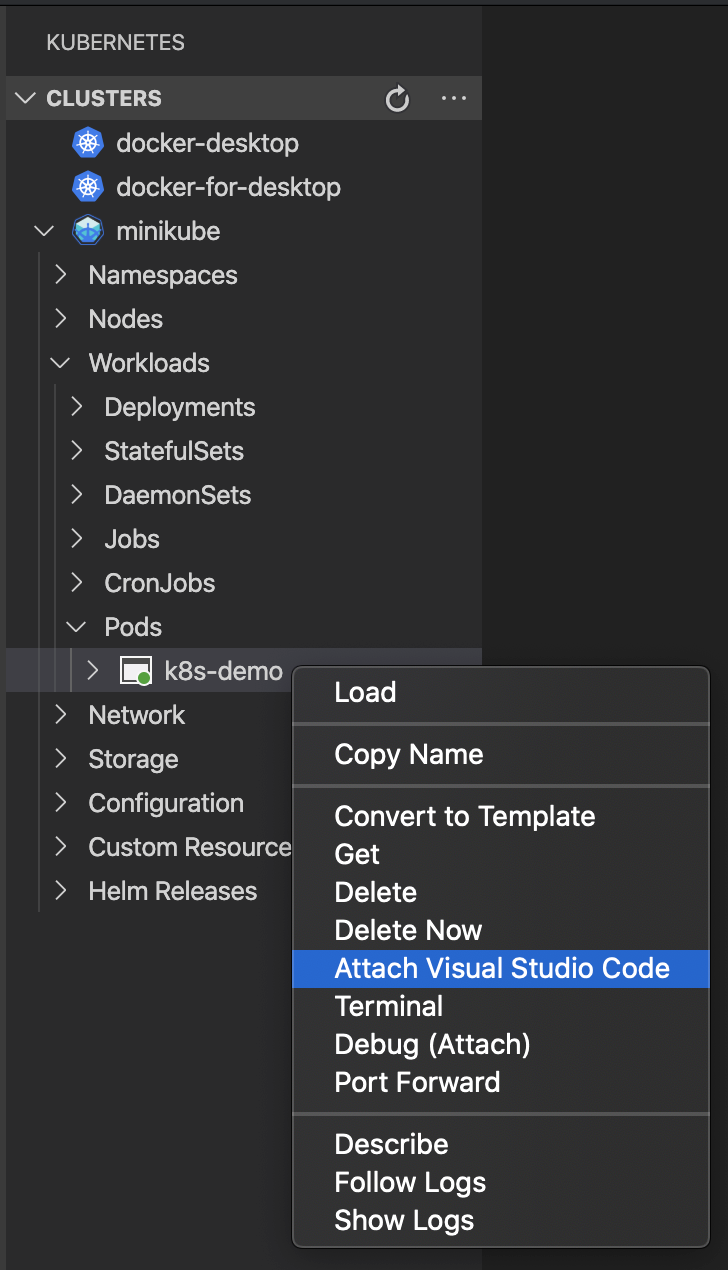 KUBERNETES
CLUSTERS
docker-desktop
docker-for-desktop
minikube
Namespaces
Nodes
Workloads
Deployments
StatefulSets
DaemonSets
Jobs
CronJobs
Pods
k8s-demo
Network
Storage
Configuration
Custom Resource
Helm Releases
Load
Copy Name
Convert to Template
Get
Delete
Delete Now
Attach Visual Studio Code
Terminal
Debug (Attach)
Port Forward
Describe
Follow Logs
Show Logs